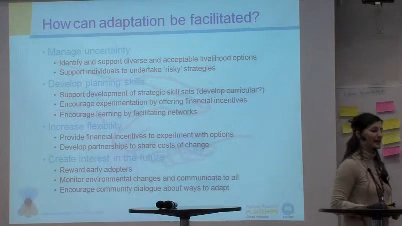 How can adaptation be facilitated?
• Manage uncertainty
• Identify and support diverse and acceptable livelihood options
• Support individuals to undertake 'risky' strategies
• Develop planning skills
• Support development of strategic skill sets (develop curricular?)
• Encourage experimentation by offering financial incentives
• Encourage learning by facilitating networks
• Increase flexibility
• Provide financial incentives to experiment with options
• Develop partnerships to share costs of change
• Create interest in the future
• Reward early adopters
• Monitor environmental changes and communicate to all
• Encourage community dialogue about ways to adapt